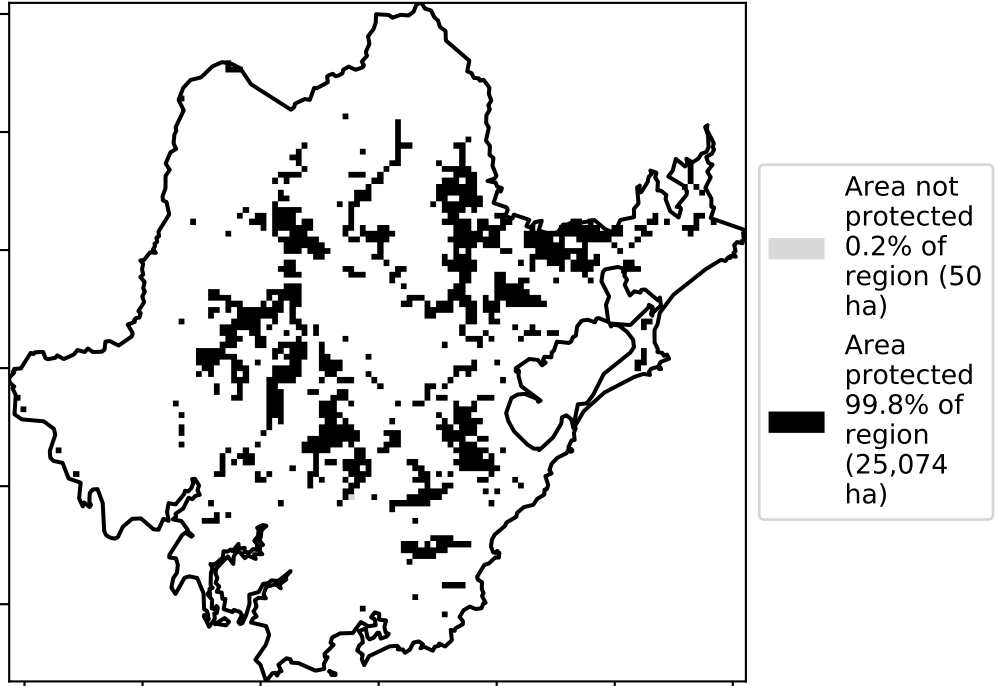 Area not
protected
0.2% of
region (50
ha)
Area
protected
99.8% of
region
(25,074
ha)